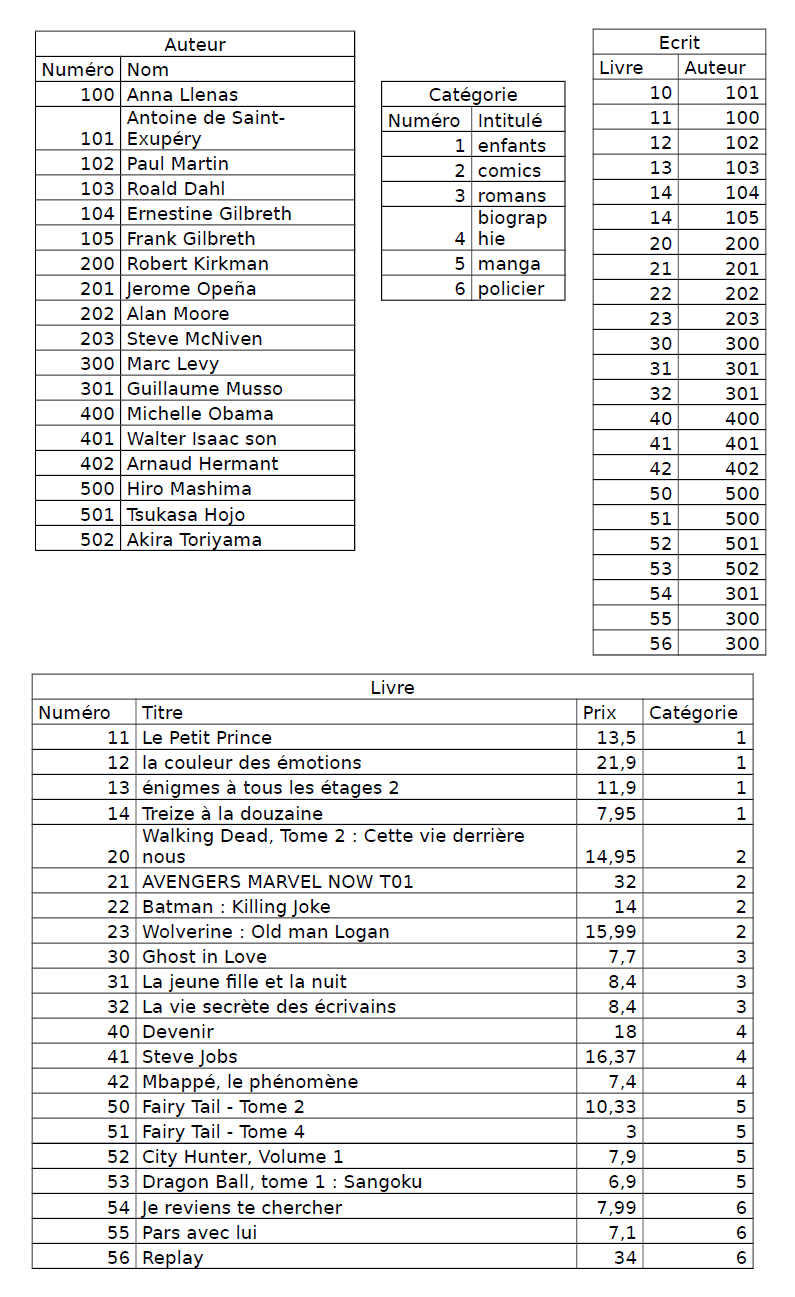 Auteur
Numéro Nom
100 Anna Llenas
Antoine de Saint-
101 Exupéry
102 Paul Martin
103 Roald Dahl
104 Ernestine Gilbreth
105 Frank Gilbreth
200 Robert Kirkman
201 Jerome Opeña
202 Alan Moore
203 Steve McNiven
300 Marc Levy
301 Guillaume Musso
400 Michelle Obama
401 Walter Isaac son
402 Arnaud Hermant
500 Hiro Mashima
501 Tsukasa Hojo
502 Akira Toriyama
Catégorie
Numéro Intitulé
1 enfants
2 comics
3 romans
biograp
4 hie
5 manga
6 policier
Ecrit
Livre Auteur
10 101
11 100
12 102
13 103
14 104
14 105
20 200
21 201
22 202
23 203
30 300
31 301
32 301
40 400
41 401
42 402
50 500
51 500
52 501
53 502
54 301
55 300
56 300
Livre
Numéro Titre Prix Catégorie
11 Le Petit Prince 13,5 1
12 la couleur des émotions 21,9 1
13 énigmes à tous les étages 2 11,9 1
14 Treize à la douzaine 7,95 1
Walking Dead, Tome 2 : Cette vie derrière
20 nous 14,95 2
21 AVENGERS MARVEL NOW T01 32 2
22 Batman : Killing Joke 14 2
23 Wolverine : Old man Logan 15,99 2
30 Ghost in Love 7,7 3
31 La jeune fille et la nuit 8,4 3
32 La vie secrète des écrivains 8,4 3
40 Devenir 18 4
41 Steve Jobs 16,37 4
42 Mbappé, le phénomène 7,4 4
50 Fairy Tail - Tome 2 10,33 5
51 Fairy Tail - Tome 4 3 5
52 City Hunter, Volume 1 7,9 5
53 Dragon Ball, tome 1 : Sangoku 6,9 5
54 Je reviens te chercher 7,99 6
55 Pars avec lui 7,1 6
56 Replay 34 6